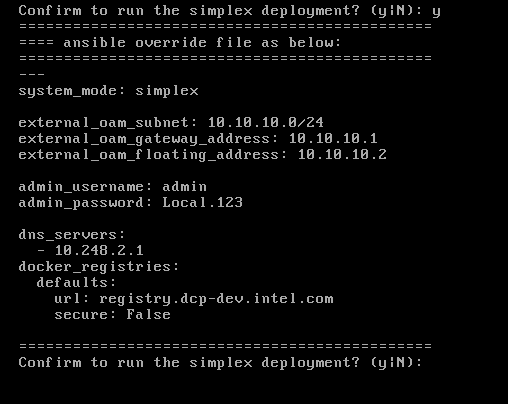 Confirm to run the simplex deployment? (y|N): y
==============================================
==== ansible override file as below:
==============================================
---
system_mode: simplex
external_oam_subnet: 10.10.10.0/24
external_oam_gateway_address: 10.10.10.1
external_oam_floating_address: 10.10.10.2
admin_username: admin
admin_password: Local.123
dns_servers:
  - 10.248.2.1
docker_registries:
  defaults:
    url: registry.dcp-dev.intel.com
    secure: False
==============================================
Confirm to run the simplex deployment? (y|N):